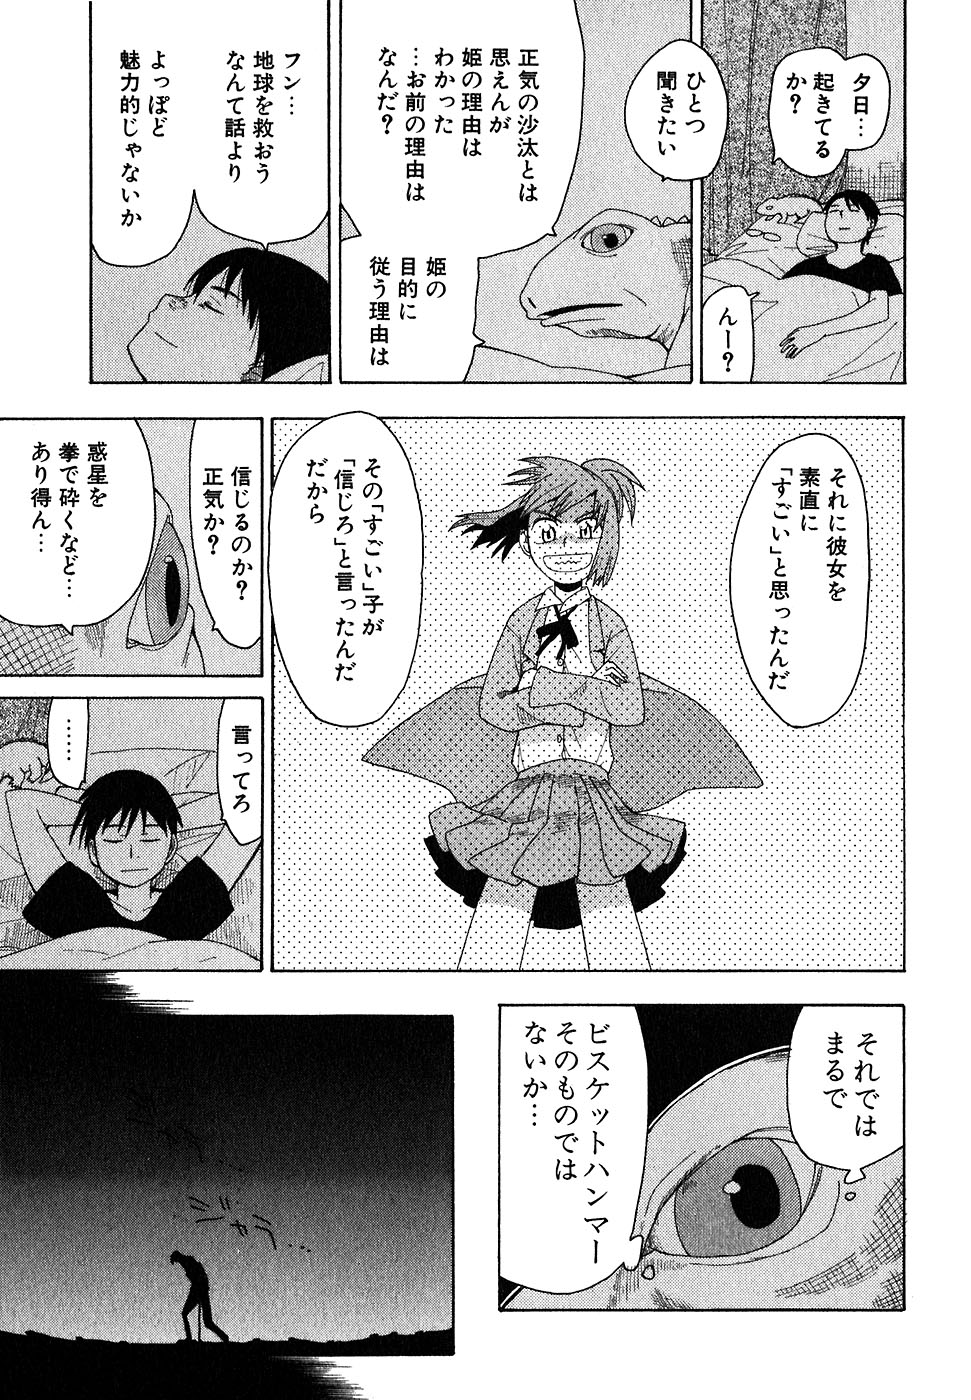 夕日…
起きてる
か?
んー?
ひとつ
聞きたい
正気の沙汰とは
思えんが
姫の理由は
わかった
…お前の理由は
なんだ?
姫の
目的に
従う理由は
フン…
地球を救おう
なんて話より
よっぽど
魅力的じゃないか
それに彼女を
素直に
「すごい」と思ったんだ
その「すごい」子が
「信じろ」と言ったんだ
だから
信じるのか?
正気か?
惑星を
拳で砕くなど…
あり得ん…
言ってろ
……
それでは
まるで
ビスケットハンマー
そのものでは
ないか…
ジャラ…